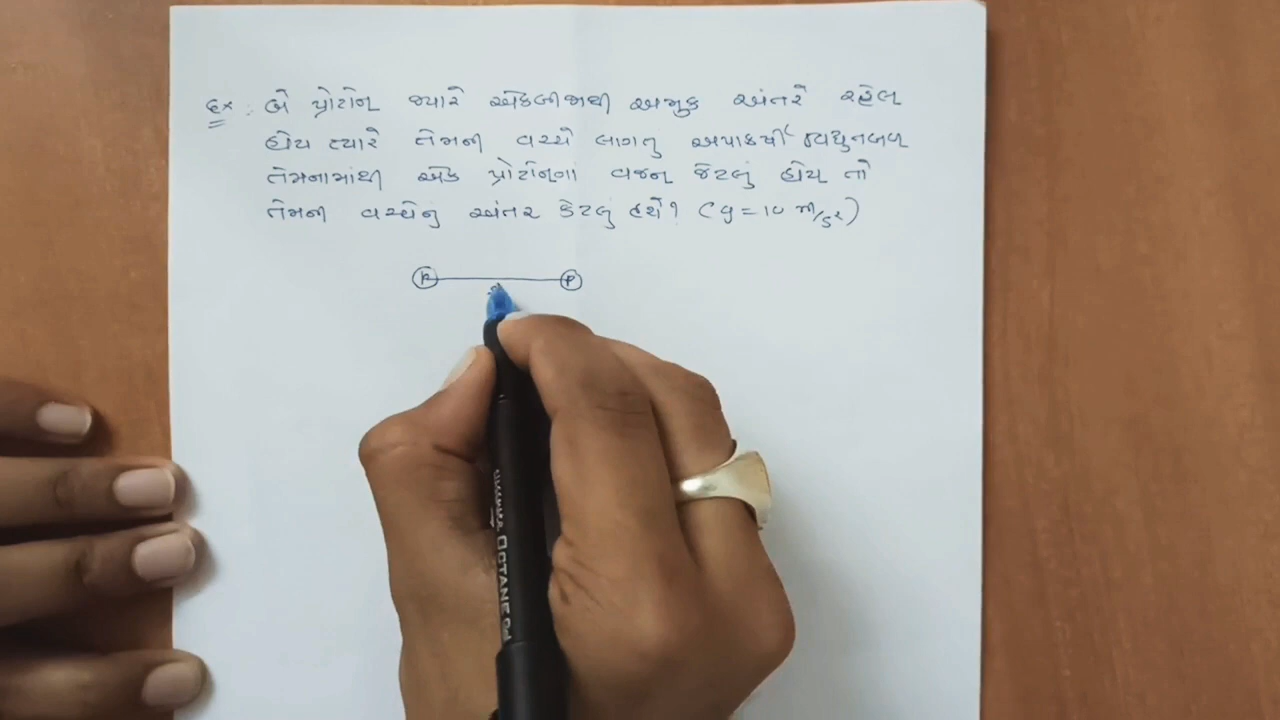 Ex: બે પ્રોટોન જ્યારે એકબીજાથી અમુક અંતરે રહેલ
હોય ત્યારે તેમની વચ્ચે લાગતુ અપાકર્ષી વિદ્યુતબળ
તેમનામાંથી એક પ્રોટોનના વજન જેટલું હોય તો
તેમની વચ્ચેનુ અંતર કેટલું હશે? (g = 10 m/s²)
P P
OCTANE Gel